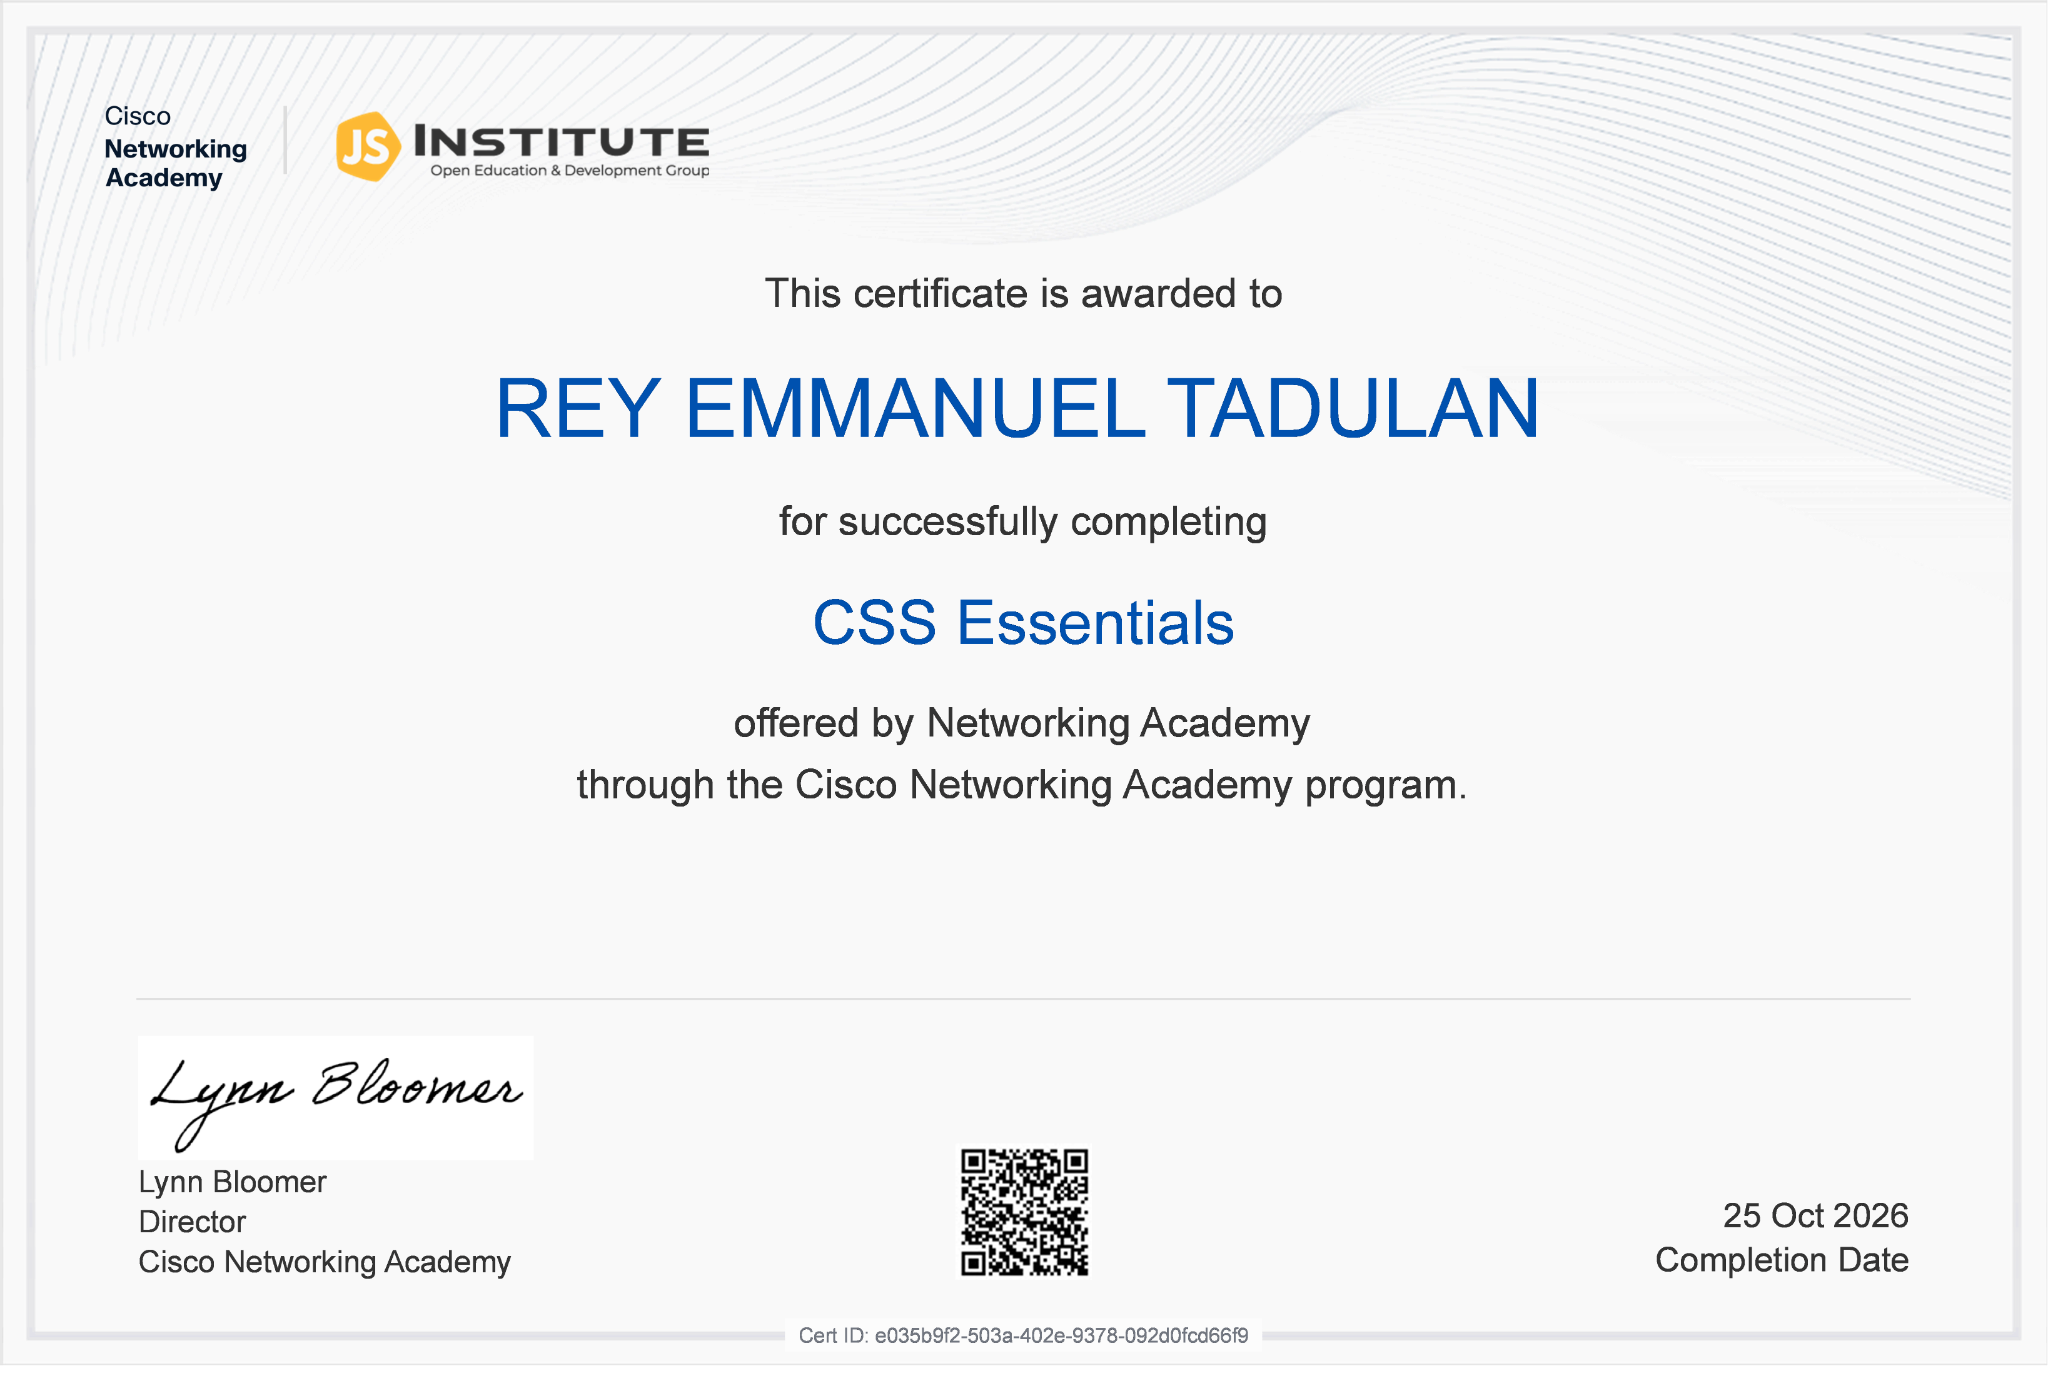 Cisco
Networking
Academy
JS INSTITUTE
Open Education & Development Group
This certificate is awarded to
REY EMMANUEL TADULAN
for successfully completing
CSS Essentials
offered by Networking Academy
through the Cisco Networking Academy program.
Lynn Bloomer
Lynn Bloomer
Director
Cisco Networking Academy
25 Oct 2026
Completion Date
Cert ID: e035b9f2-503a-402e-9378-092d0fcd66f9